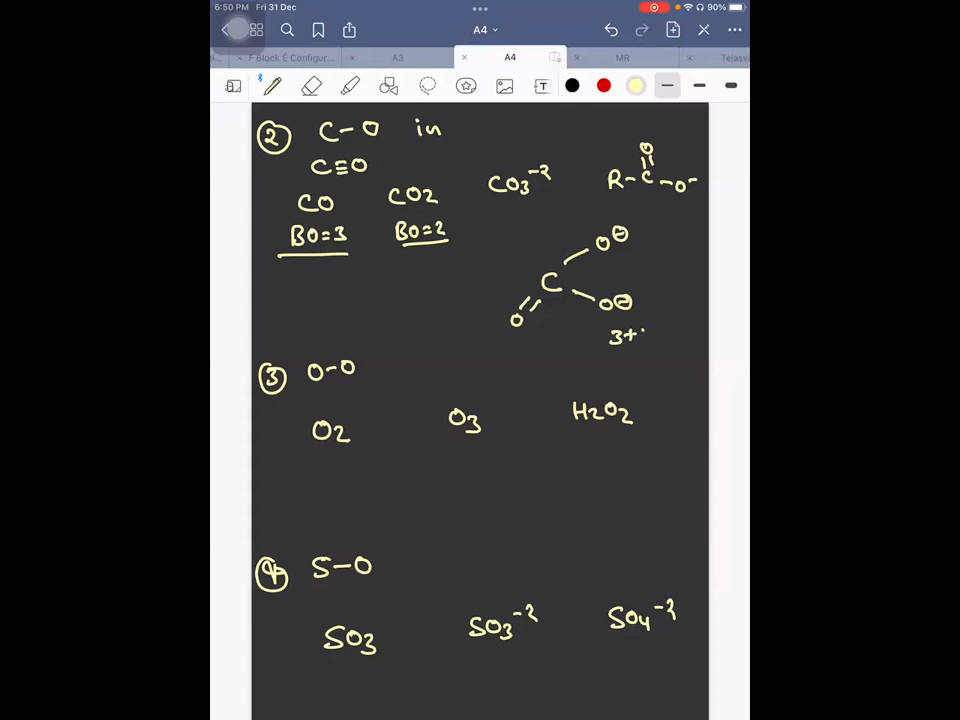 6:50 PM Fri 31 Dec
90%
A4
F Block É Configur...
A3
A4
MR
Tejasv
T
2 C-O in
C≡O
CO CO2 CO3-2 R-C-O-
O
BO=3 BO=2
O⊖
C
O O⊖
3+
3 O-O
O2 O3 H2O2
4 S-O
SO3 SO3-2 SO4-2